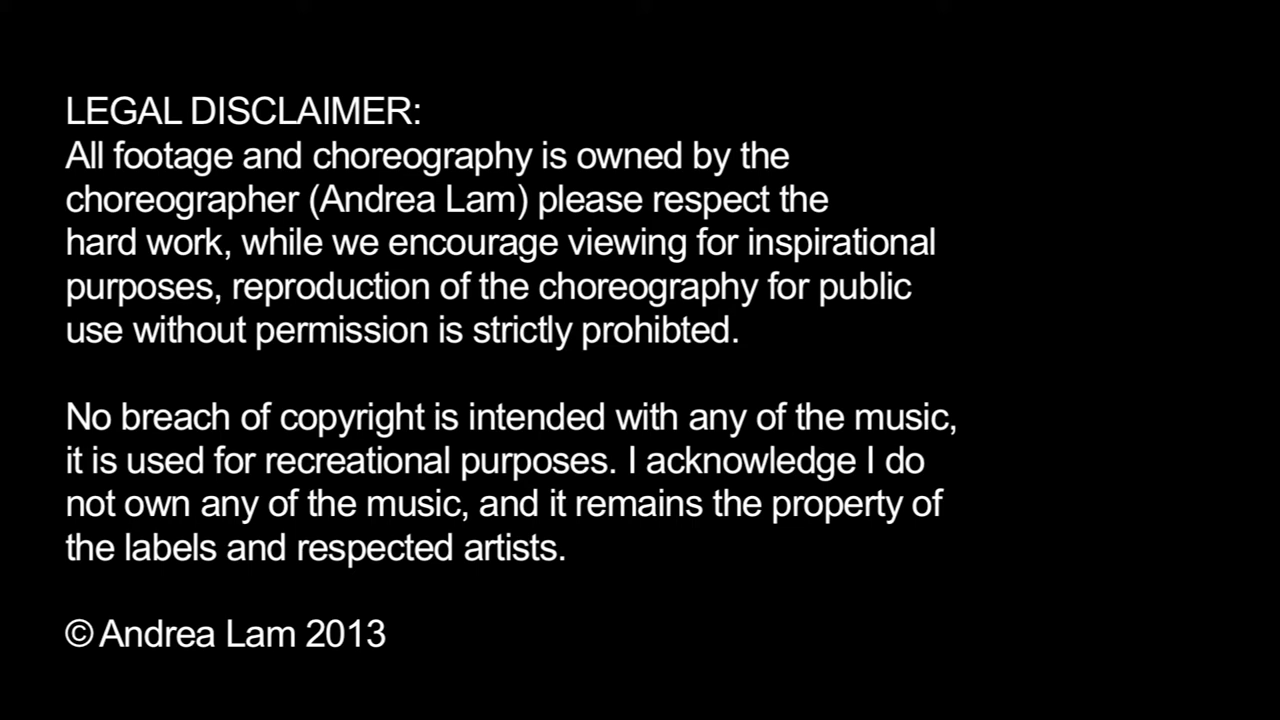 LEGAL DISCLAIMER:
All footage and choreography is owned by the
choreographer (Andrea Lam) please respect the
hard work, while we encourage viewing for inspirational
purposes, reproduction of the choreography for public
use without permission is strictly prohibted.
No breach of copyright is intended with any of the music,
it is used for recreational purposes. I acknowledge I do
not own any of the music, and it remains the property of
the labels and respected artists.
© Andrea Lam 2013